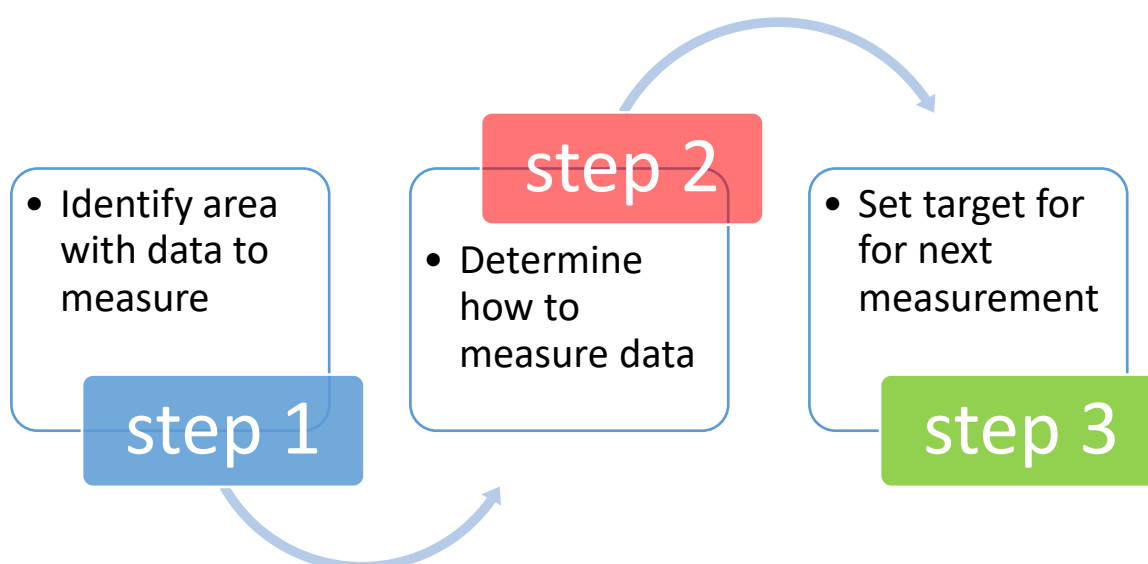 • Identify area
with data to
measure
step 1
step 2
• Determine
how to
measure data
• Set target for
for next
measurement
step 3